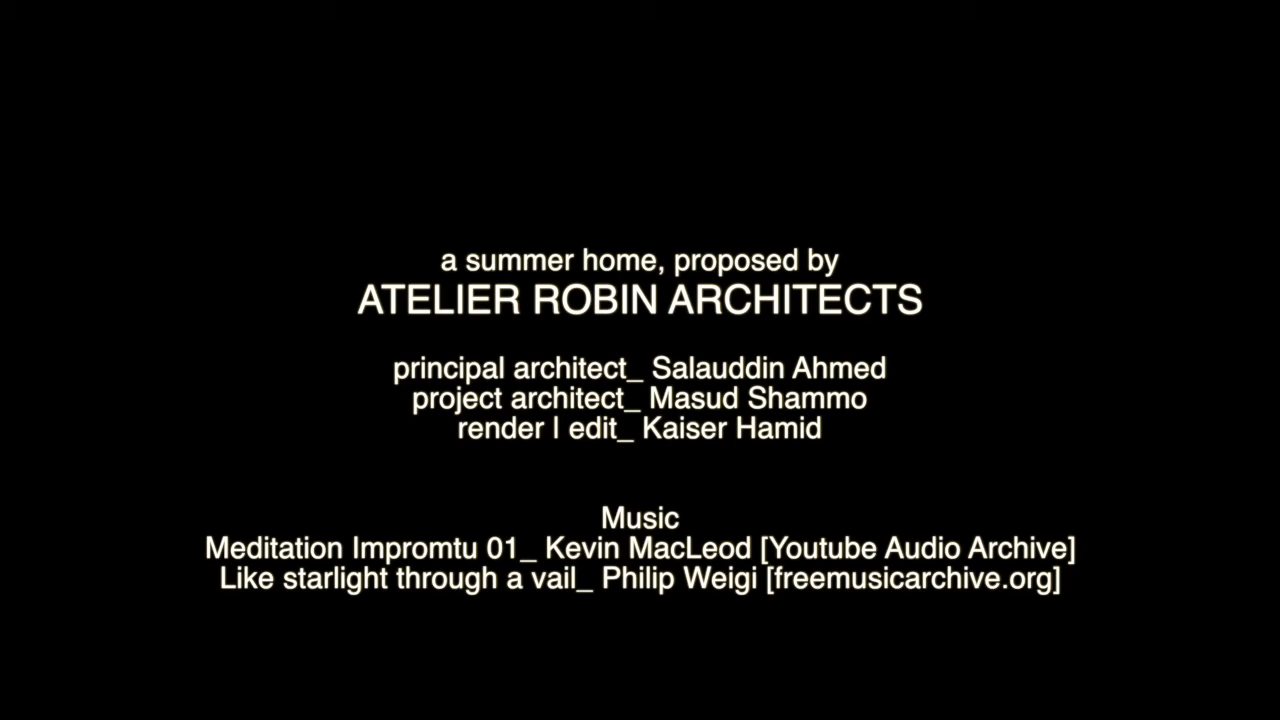 a summer home, proposed by
ATELIER ROBIN ARCHITECTS
principal architect_ Salauddin Ahmed
project architect_ Masud Shammo
render | edit_ Kaiser Hamid
Music
Meditation Impromtu 01_ Kevin MacLeod [Youtube Audio Archive]
Like starlight through a vail_ Philip Weigi [freemusicarchive.org]